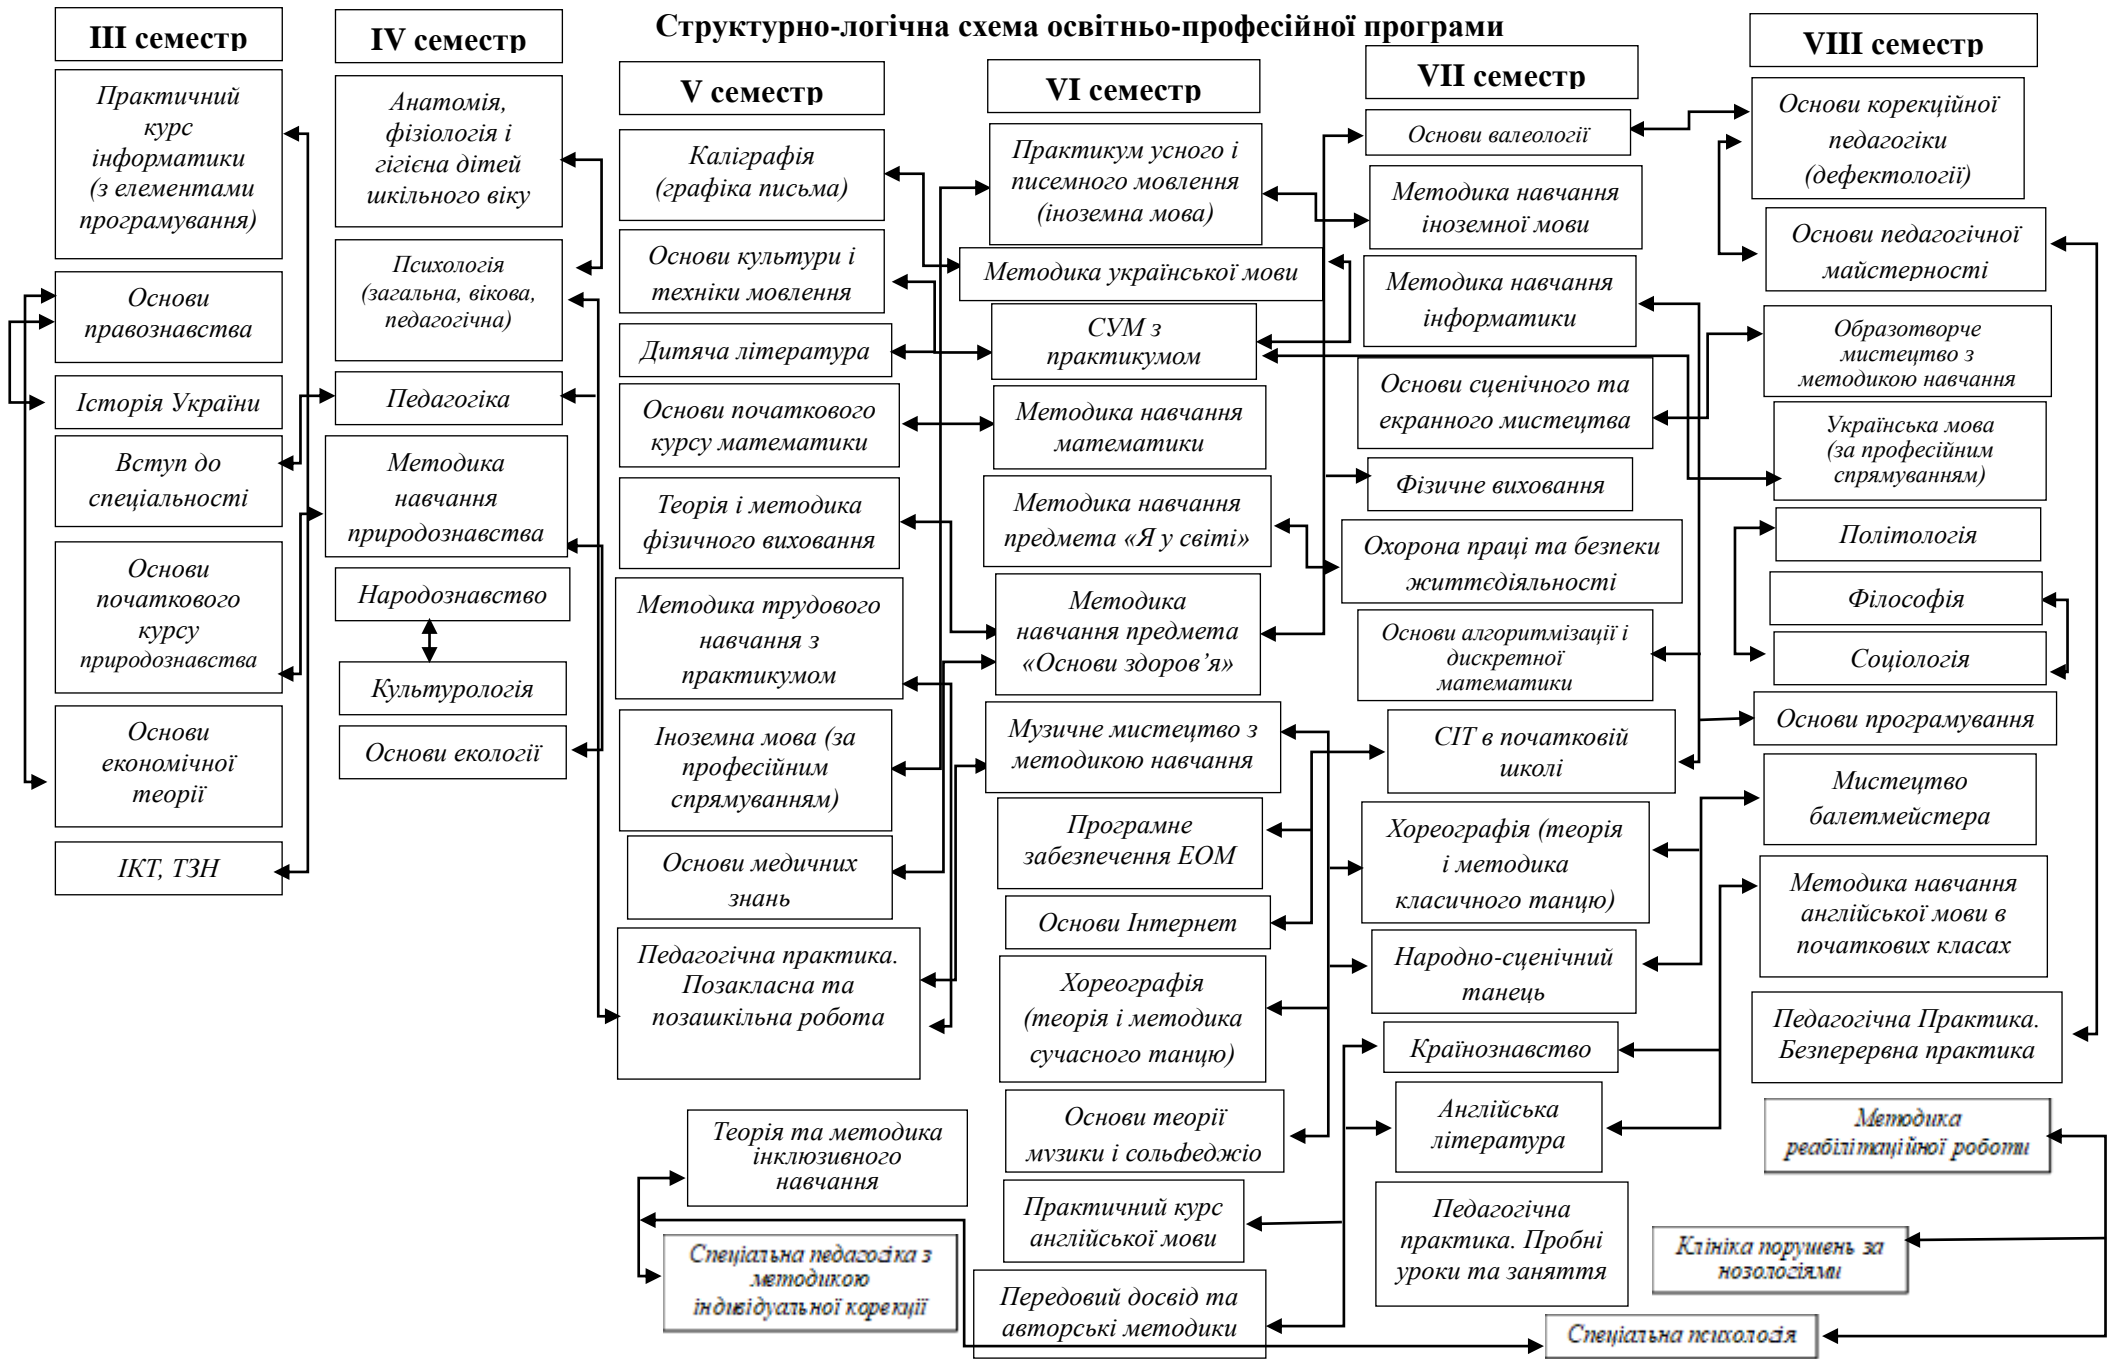 Структурно-логічна схема освітньо-професійної програми
ІІІ семестр
Практичний
курс
інформатики
(з елементами
програмування)
Основи
правознавства
Історія України
Вступ до
спеціальності
Основи
початкового
курсу
природознавства
Основи
економічної
теорії
ІКТ, ТЗН
IV семестр
Анатомія,
фізіологія і
гігієна дітей
шкільного віку
Психологія
(загальна, вікова,
педагогічна)
Педагогіка
Методика
навчання
природознавства
Народознавство
Культурологія
Основи екології
V семестр
Каліграфія
(графіка письма)
Основи культури і
техніки мовлення
Дитяча література
Основи початкового
курсу математики
Теорія і методика
фізичного виховання
Методика трудового
навчання з
практикумом
Іноземна мова (за
професійним
спрямуванням)
Основи медичних
знань
Педагогічна практика.
Позакласна та
позашкільна робота
Теорія та методика
інклюзивного
навчання
Спеціальна педагогіка з
методикою
індивідуальної корекції
VI семестр
Практикум усного і
писемного мовлення
(іноземна мова)
Методика української мови
СУМ з
практикумом
Методика навчання
математики
Методика навчання
предмета «Я у світі»
Методика
навчання предмета
«Основи здоров’я»
Музичне мистецтво з
методикою навчання
Програмне
забезпечення ЕОМ
Основи Інтернет
Хореографія
(теорія і методика
сучасного танцю)
Основи теорії
музики і сольфеджіо
Практичний курс
англійської мови
Передовий досвід та
авторські методики
VII семестр
Основи валеології
Методика навчання
іноземної мови
Методика навчання
інформатики
Основи сценічного та
екранного мистецтва
Фізичне виховання
Охорона праці та безпеки
життєдіяльності
Основи алгоритмізації і
дискретної
математики
СІТ в початковій
школі
Хореографія (теорія
і методика
класичного танцю)
Народно-сценічний
танець
Країнознавство
Англійська
література
Педагогічна
практика. Пробні
уроки та заняття
Спеціальна психологія
VIII семестр
Основи корекційної
педагогіки
(дефектології)
Основи педагогічної
майстерності
Образотворче
мистецтво з
методикою навчання
Українська мова
(за професійним
спрямуванням)
Політологія
Філософія
Соціологія
Основи програмування
Мистецтво
балетмейстера
Методика навчання
англійської мови в
початкових класах
Педагогічна Практика.
Безперервна практика
Методика
реабілітаційної роботи
Клініка порушень за
нозологіями